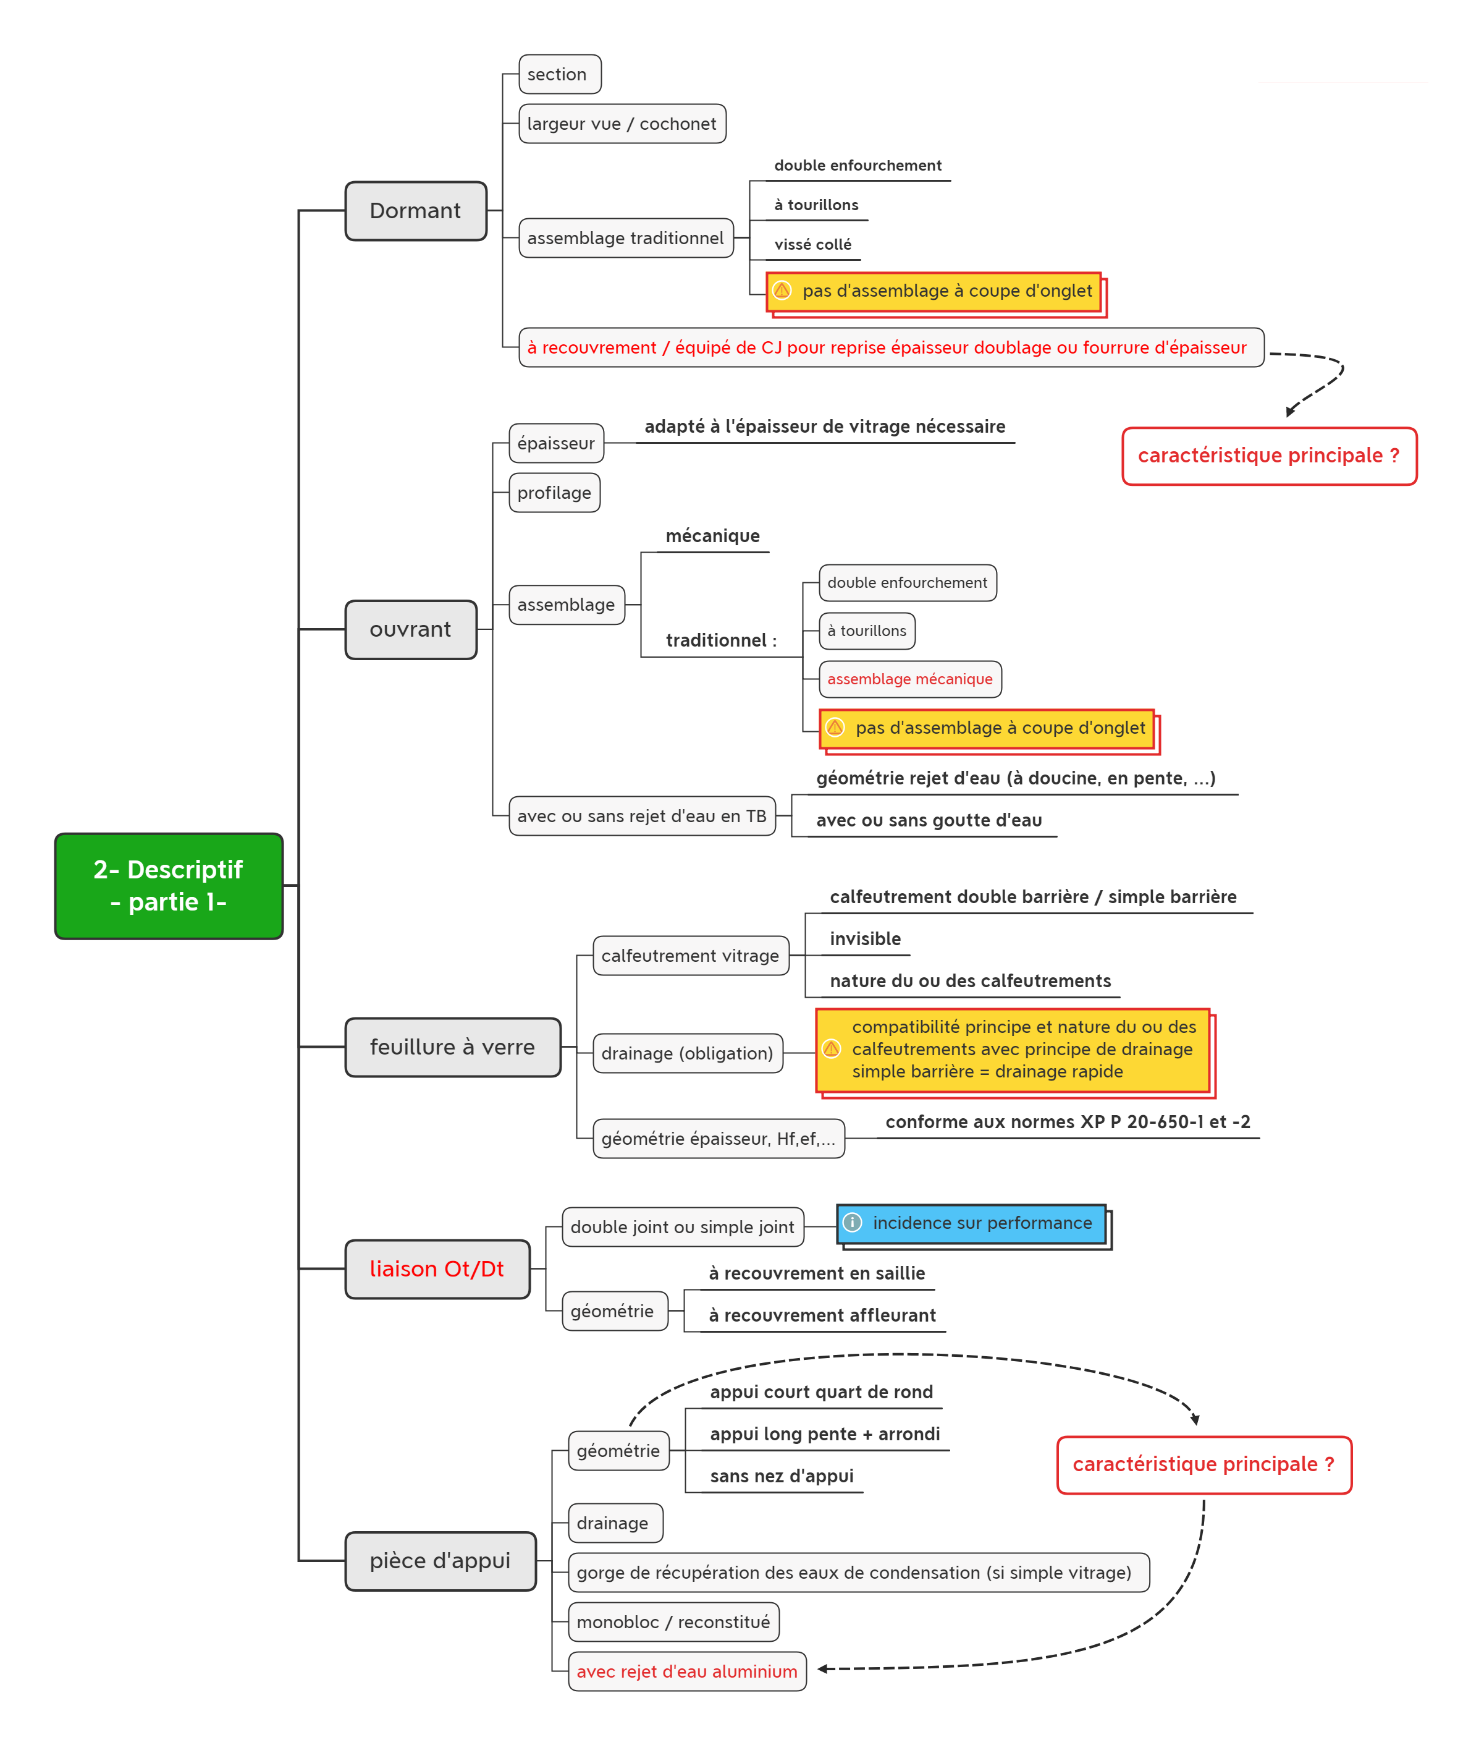 2- Descriptif
- partie 1-
Dormant
section
largeur vue / cochonet
assemblage traditionnel
double enfourchement
à tourillons
vissé collé
pas d'assemblage à coupe d'onglet
à recouvrement / équipé de CJ pour reprise épaisseur doublage ou fourrure d'épaisseur
caractéristique principale ?
ouvrant
épaisseur
adapté à l'épaisseur de vitrage nécessaire
profilage
assemblage
mécanique
traditionnel :
double enfourchement
à tourillons
assemblage mécanique
pas d'assemblage à coupe d'onglet
avec ou sans rejet d'eau en TB
géométrie rejet d'eau (à doucine, en pente, ...)
avec ou sans goutte d'eau
feuillure à verre
calfeutrement vitrage
calfeutrement double barrière / simple barrière
invisible
nature du ou des calfeutrements
drainage (obligation)
compatibilité principe et nature du ou des
calfeutrements avec principe de drainage
simple barrière = drainage rapide
géométrie épaisseur, Hf,ef,...
conforme aux normes XP P 20-650-1 et -2
liaison Ot/Dt
double joint ou simple joint
incidence sur performance
géométrie
à recouvrement en saillie
à recouvrement affleurant
pièce d'appui
géométrie
appui court quart de rond
appui long pente + arrondi
sans nez d'appui
caractéristique principale ?
drainage
gorge de récupération des eaux de condensation (si simple vitrage)
monobloc / reconstitué
avec rejet d'eau aluminium